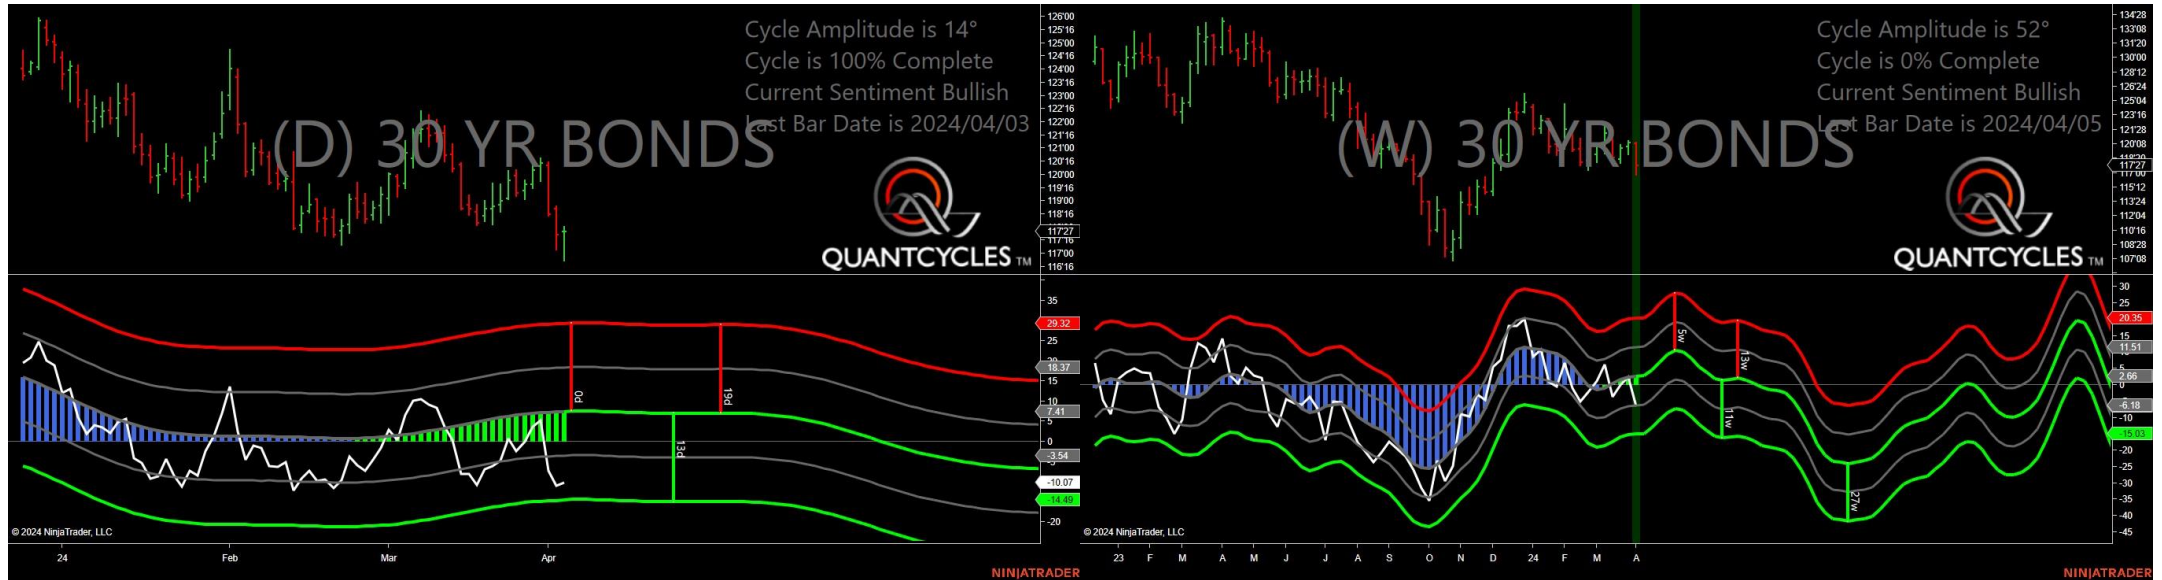 Cycle Amplitude is 14°
Cycle is 100% Complete
Current Sentiment Bullish
Last Bar Date is 2024/04/03
(D) 30 YR BONDS
QUANTCYCLES TM
126'00
125'16
125'00
124'16
124'00
123'16
123'00
122'16
122'00
121'16
121'00
120'16
120'00
119'16
119'00
118'16
117'27
117'16
117'00
116'16
35
29.32
25
18.37
15
10
7.41
5
0
-3.54
-10.07
-14.49
-20
0d
19d
13d
© 2024 NinjaTrader, LLC
24
Feb
Mar
Apr
NINJATRADER
Cycle Amplitude is 52°
Cycle is 0% Complete
Current Sentiment Bullish
Last Bar Date is 2024/04/05
(W) 30 YR BONDS
QUANTCYCLES TM
134'28
133'08
131'20
130'00
128'12
126'24
125'04
123'16
121'28
120'08
117'27
117'00
115'12
113'24
112'04
110'16
108'28
107'08
30
25
20.35
15
11.51
2.66
0
-6.18
-10
-15.03
-20
-25
-30
-35
-40
-45
5w
13w
11w
27w
© 2024 NinjaTrader, LLC
23
F
M
A
M
J
J
A
S
O
N
D
24
F
M
A
NINJATRADER